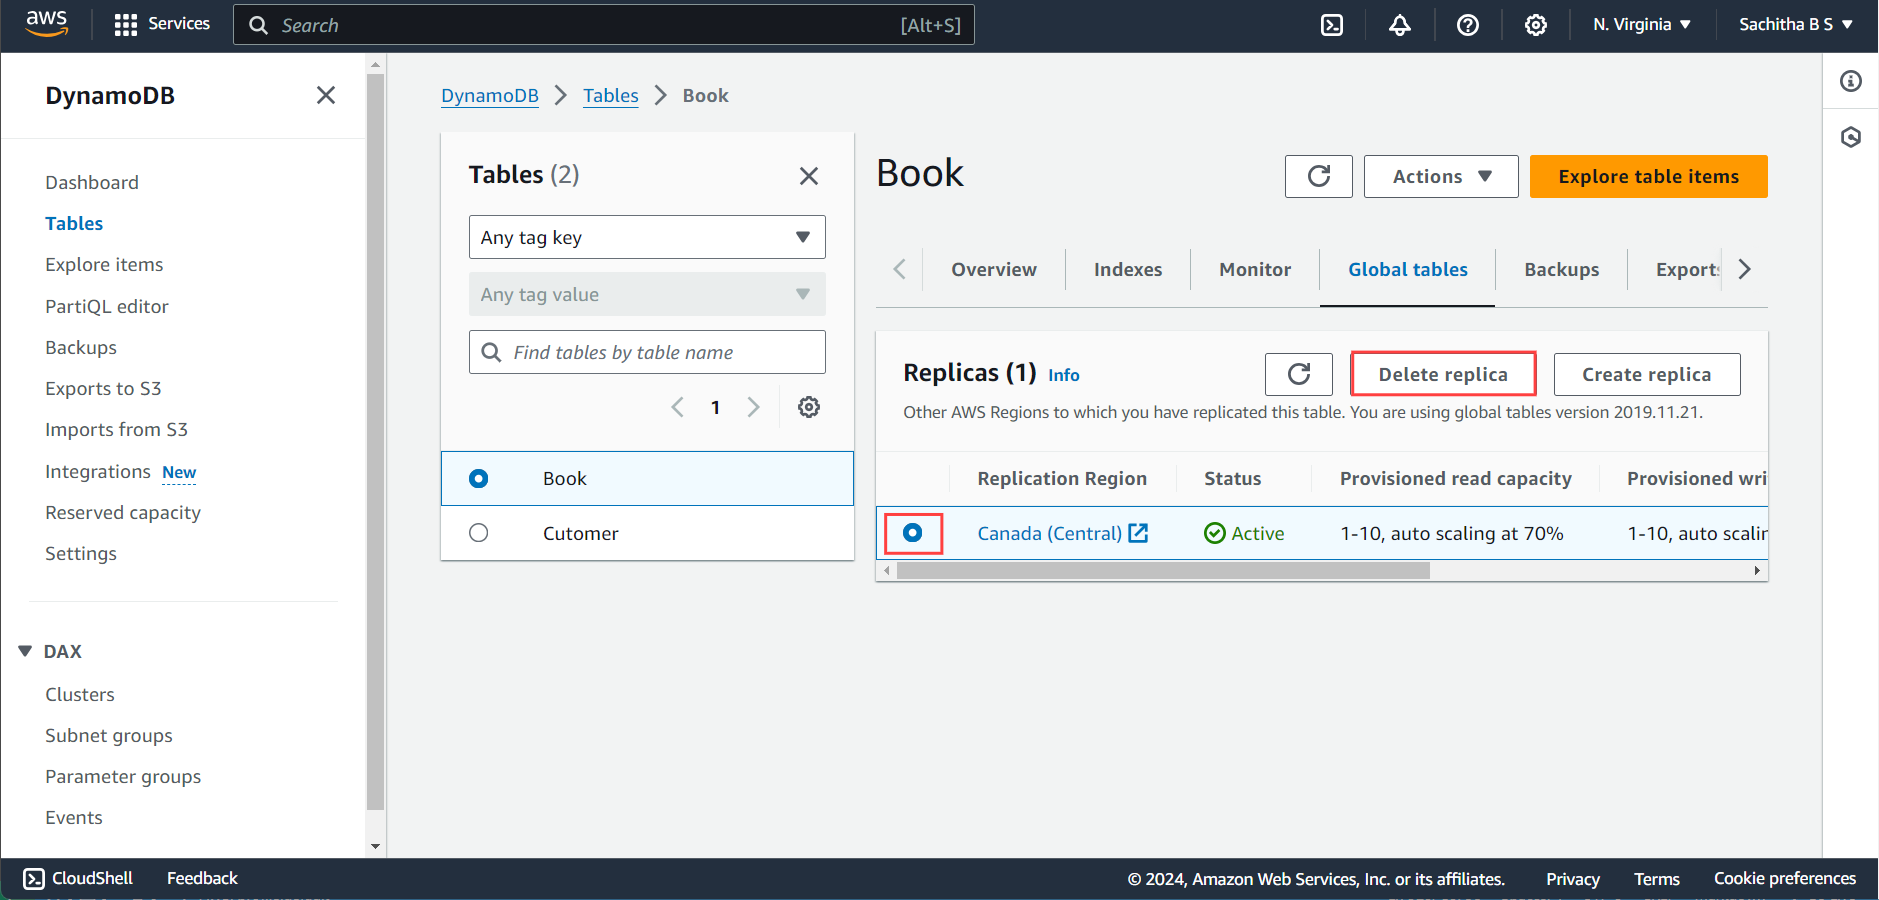 aws
Services
Search
[Alt+S]
N. Virginia
Sachitha B S
DynamoDB
Dashboard
Tables
Explore items
PartiQL editor
Backups
Exports to S3
Imports from S3
Integrations New
Reserved capacity
Settings
DAX
Clusters
Subnet groups
Parameter groups
Events
DynamoDB
Tables
Book
Tables (2)
Any tag key
Any tag value
Find tables by table name
1
Book
Cutomer
Book
Actions
Explore table items
Overview
Indexes
Monitor
Global tables
Backups
Exports
Replicas (1) Info
Delete replica
Create replica
Other AWS Regions to which you have replicated this table. You are using global tables version 2019.11.21.
Replication Region
Status
Provisioned read capacity
Provisioned wri
Canada (Central)
Active
1-10, auto scaling at 70%
1-10, auto scalin
CloudShell
Feedback
© 2024, Amazon Web Services, Inc. or its affiliates.
Privacy
Terms
Cookie preferences